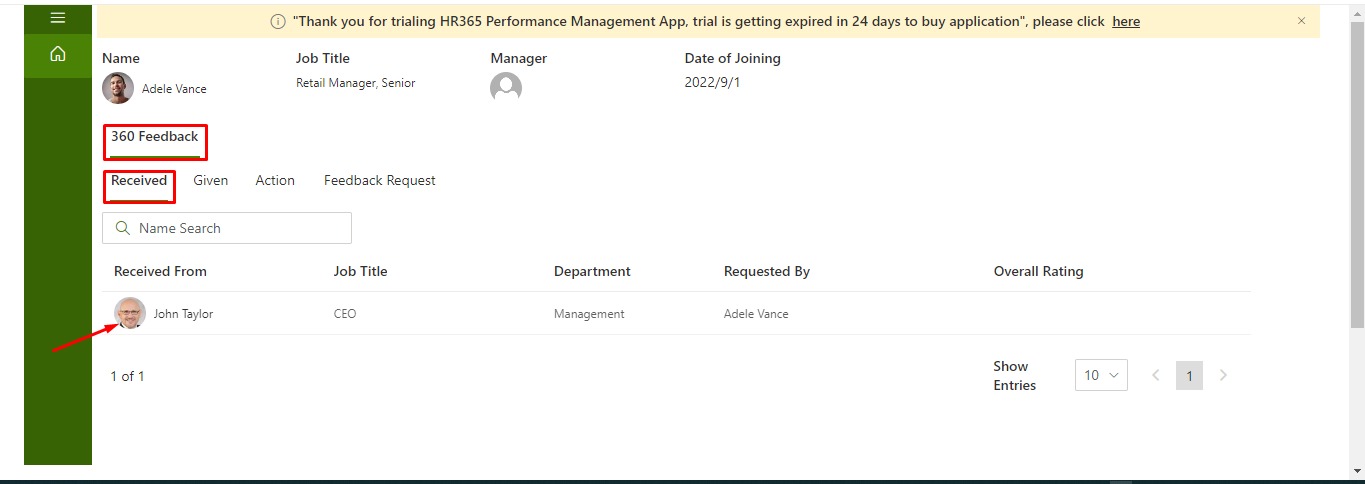 "Thank you for trialing HR365 Performance Management App, trial is getting expired in 24 days to buy application", please click here
Name Job Title Manager Date of Joining
Adele Vance Retail Manager, Senior 2022/9/1
360 Feedback
Received Given Action Feedback Request
Name Search
Received From Job Title Department Requested By Overall Rating
John Taylor CEO Management Adele Vance
1 of 1 Show Entries 10 1